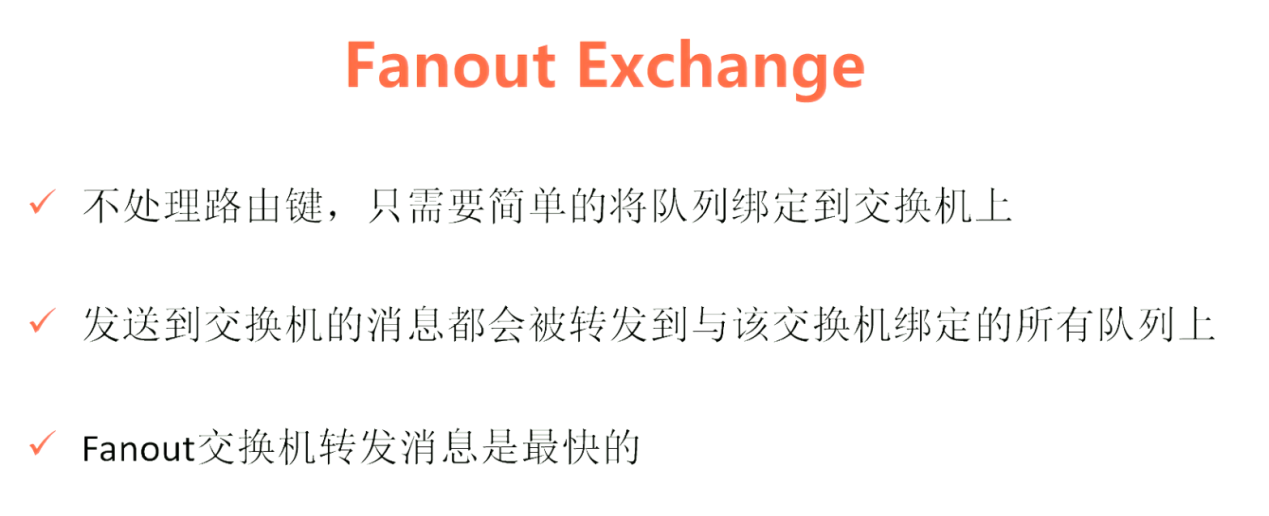 Fanout Exchange
不处理路由键，只需要简单的将队列绑定到交换机上
发送到交换机的消息都会被转发到与该交换机绑定的所有队列上
Fanout交换机转发消息是最快的